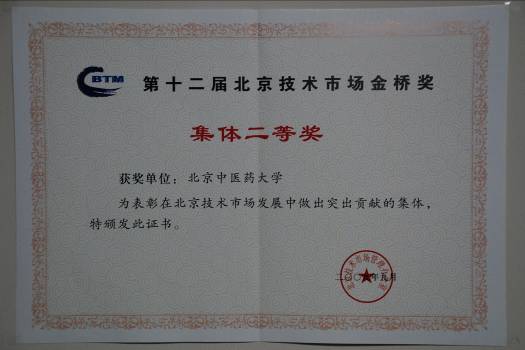 BTM
第十二届北京技术市场金桥奖
集体二等奖
获奖单位：北京中医药大学
为表彰在北京技术市场发展中做出突出贡献的集体，
特颁发此证书。